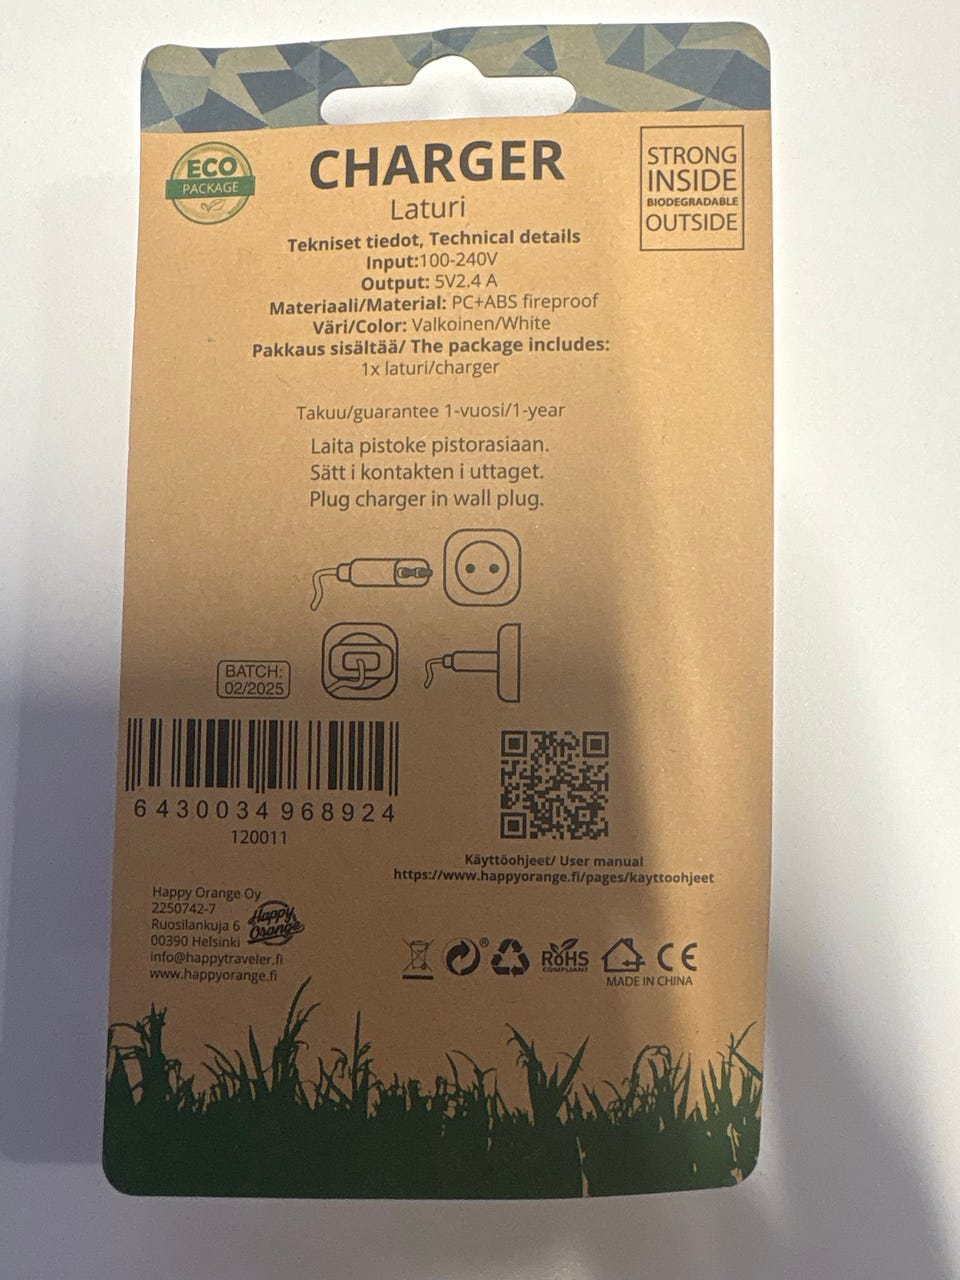 ECO
PACKAGE
CHARGER
Laturi
STRONG
INSIDE
BIODEGRADABLE
OUTSIDE
Tekniset tiedot, Technical details
Input:100-240V
Output: 5V2.4 A
Materiaali/Material: PC+ABS fireproof
Väri/Color: Valkoinen/White
Pakkaus sisältää/ The package includes:
1x laturi/charger
Takuu/guarantee 1-vuosi/1-year
Laita pistoke pistorasiaan.
Sätt i kontakten i uttaget.
Plug charger in wall plug.
BATCH:
02/2025
6430034968924
120011
Käyttöohjeet/ User manual
https://www.happyorange.fi/pages/kayttoohjeet
Happy Orange Oy
2250742-7
Ruosilankuja 6
00390 Helsinki
info@happytraveler.fi
www.happyorange.fi
Happy
Orange
®
RoHS
COMPLIANT
CE
MADE IN CHINA